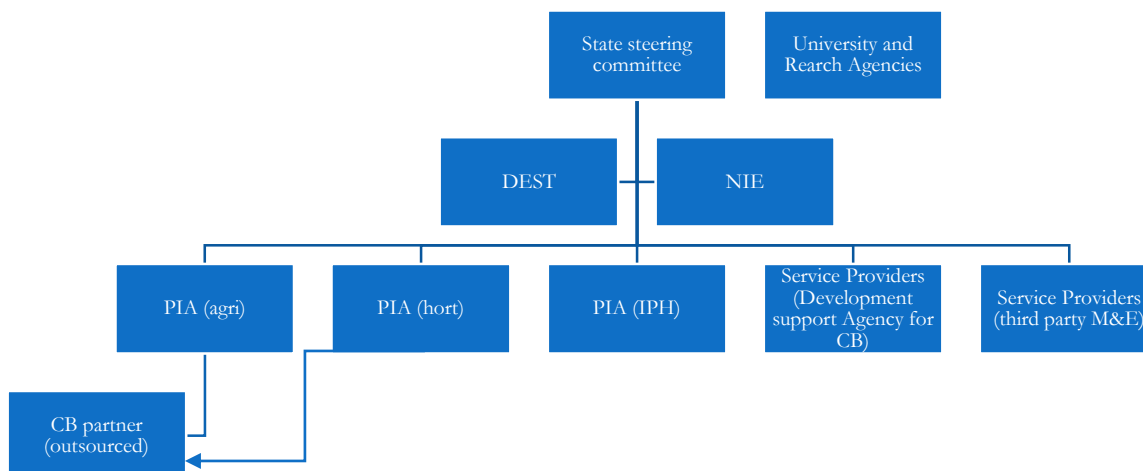 State steering
committee
University and
Rearch Agencies
DEST
NIE
PIA (agri)
PIA (hort)
PIA (IPH)
Service Providers
(Development
support Agency for
CB)
Service Providers
(third party M&E)
CB partner
(outsourced)